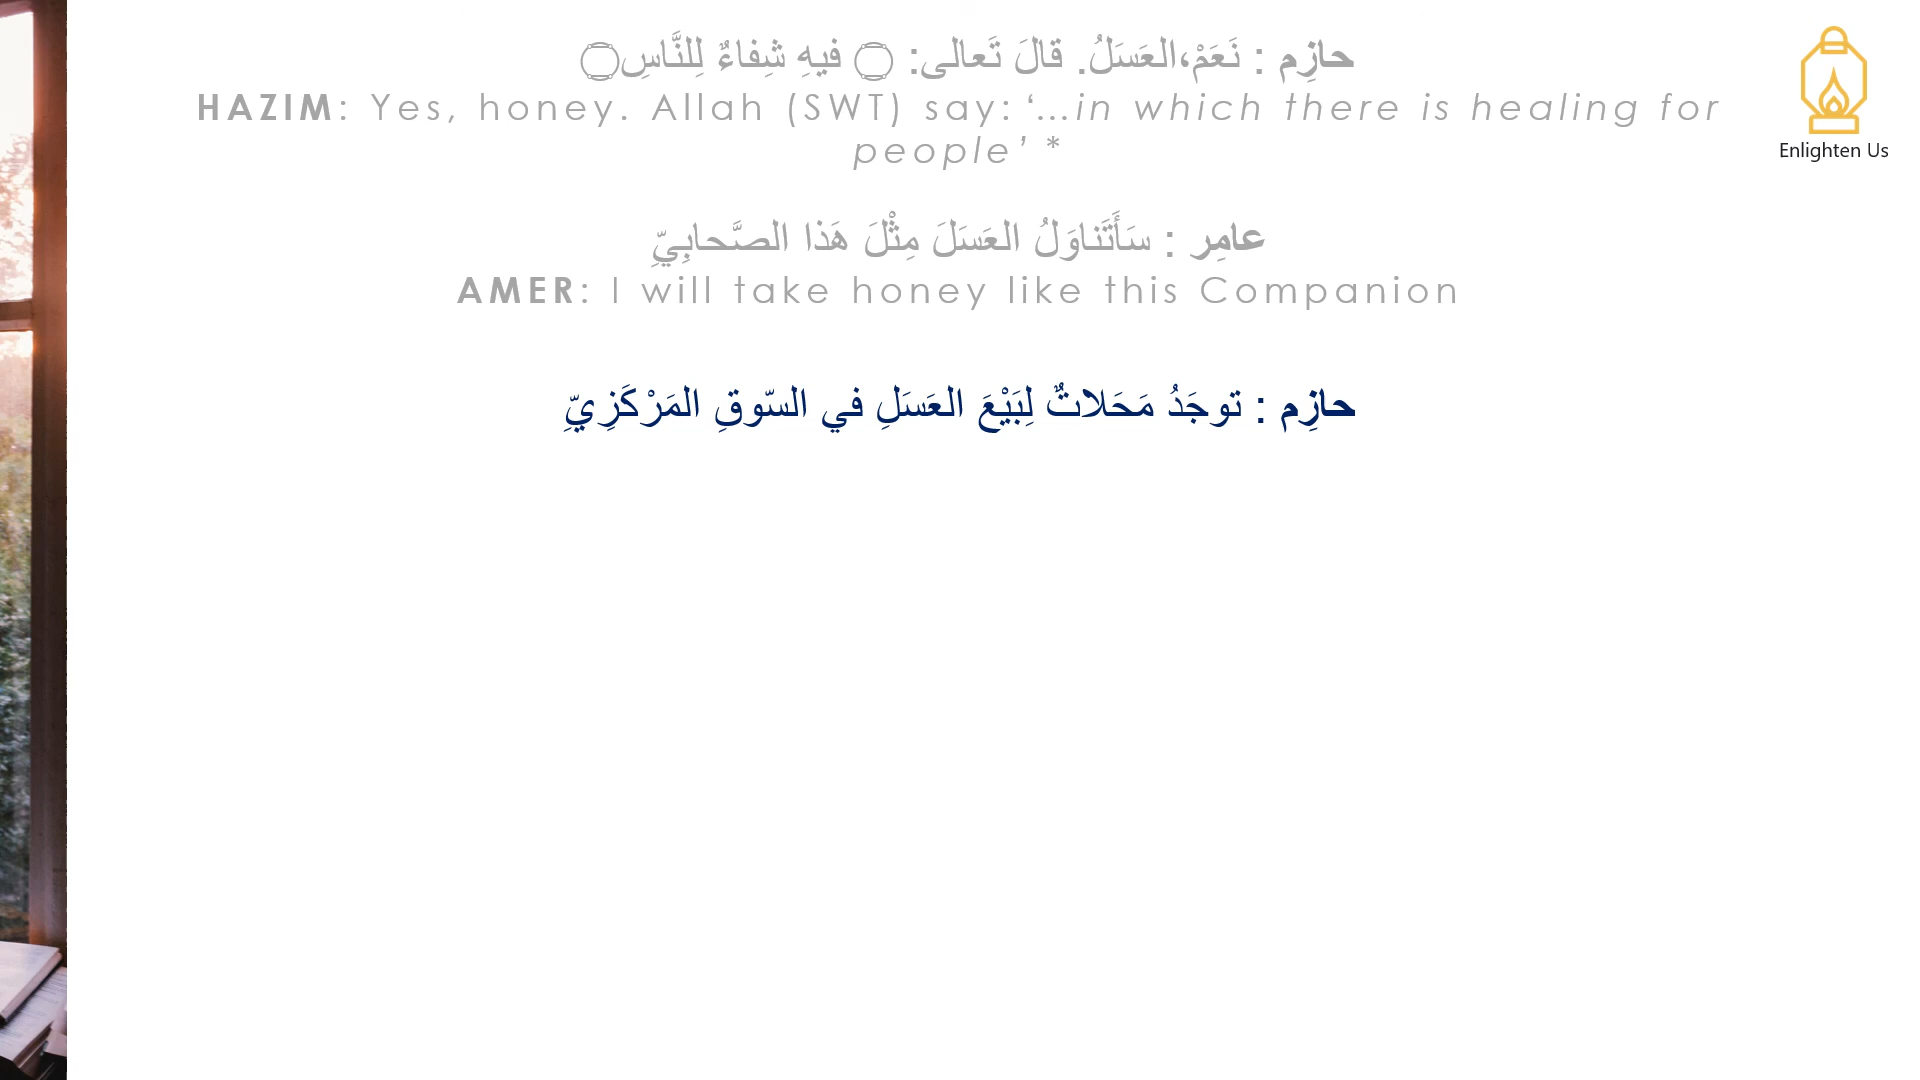 حازِم : نَعَمْ،العَسَلُ. قالَ تَعالى: ۝ فيهِ شِفاءٌ لِلنَّاسِ۝
HAZIM: Yes, honey. Allah (SWT) say: ‘…in which there is healing for
people’ *
Enlighten Us
عامِر : سَأَتَناوَلُ العَسَلَ مِثْلَ هَذا الصَّحابِيِّ
AMER: I will take honey like this Companion
حازِم : توجَدُ مَحَلاتٌ لِبَيْعَ العَسَلِ في السّوقِ المَرْكَزِيِّ